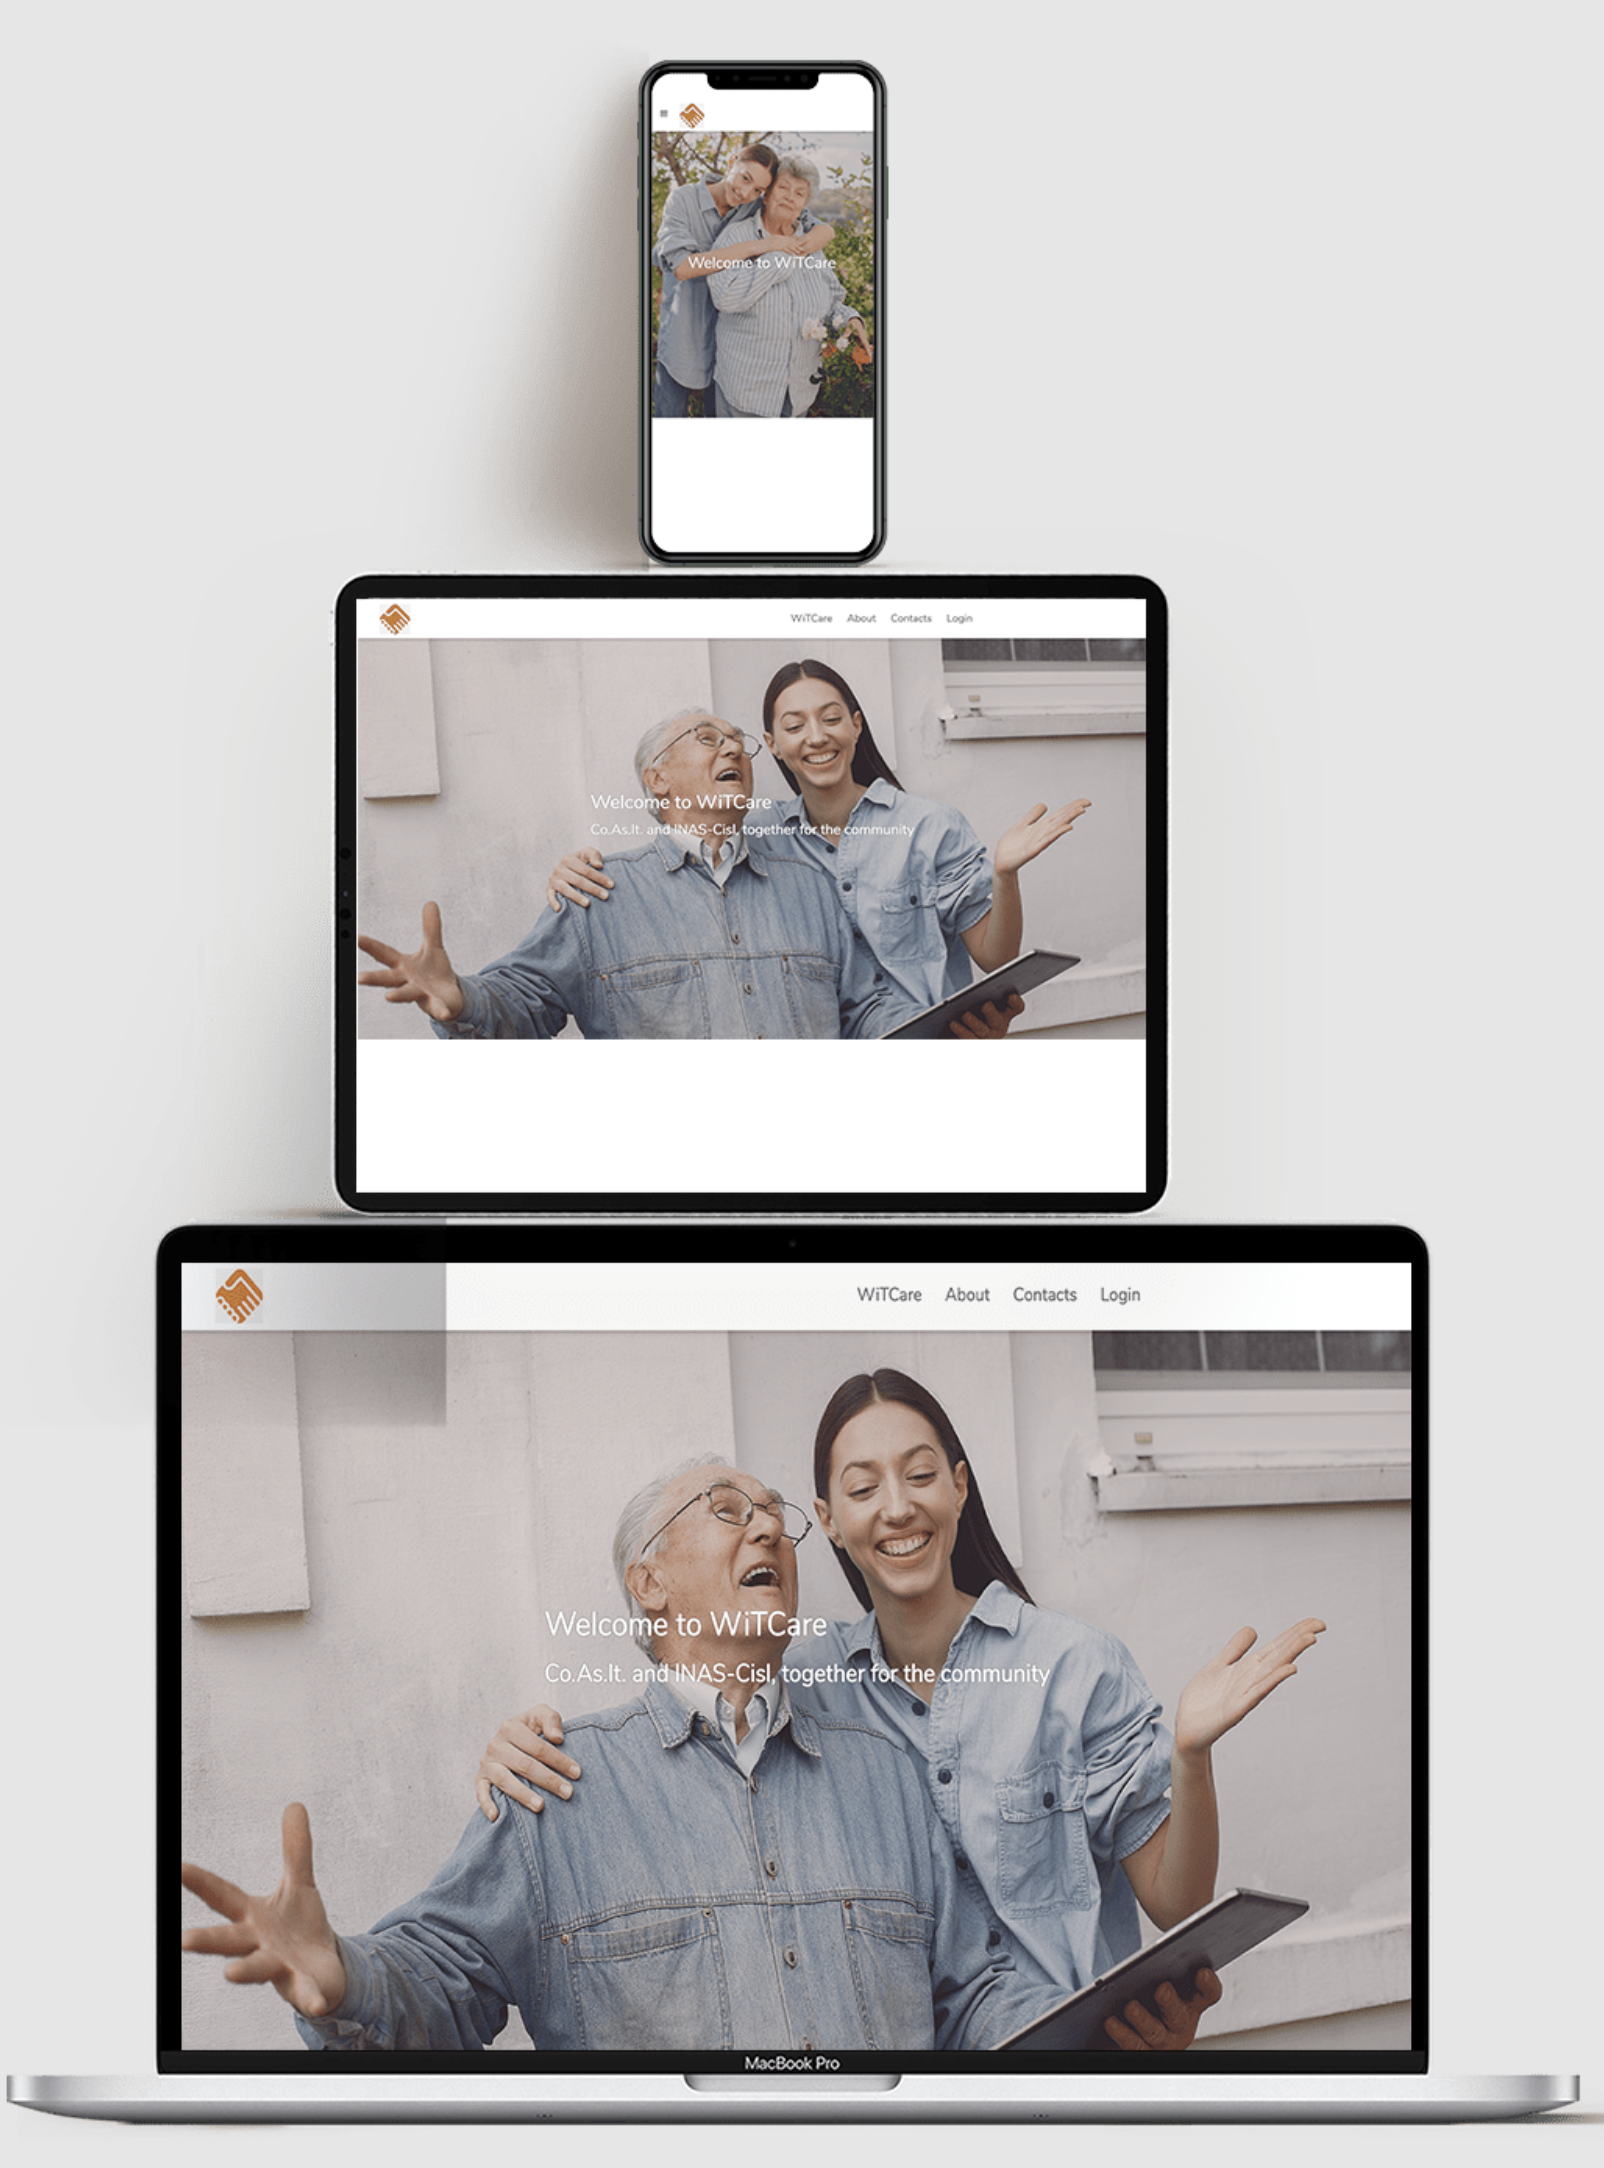 Welcome to WiTCare
WiTCare About Contacts Login
Welcome to WiTCare
Co.As.It. and INAS-Cisl, together for the community
WiTCare About Contacts Login
Welcome to WiTCare
Co.As.It. and INAS-Cisl, together for the community
MacBook Pro